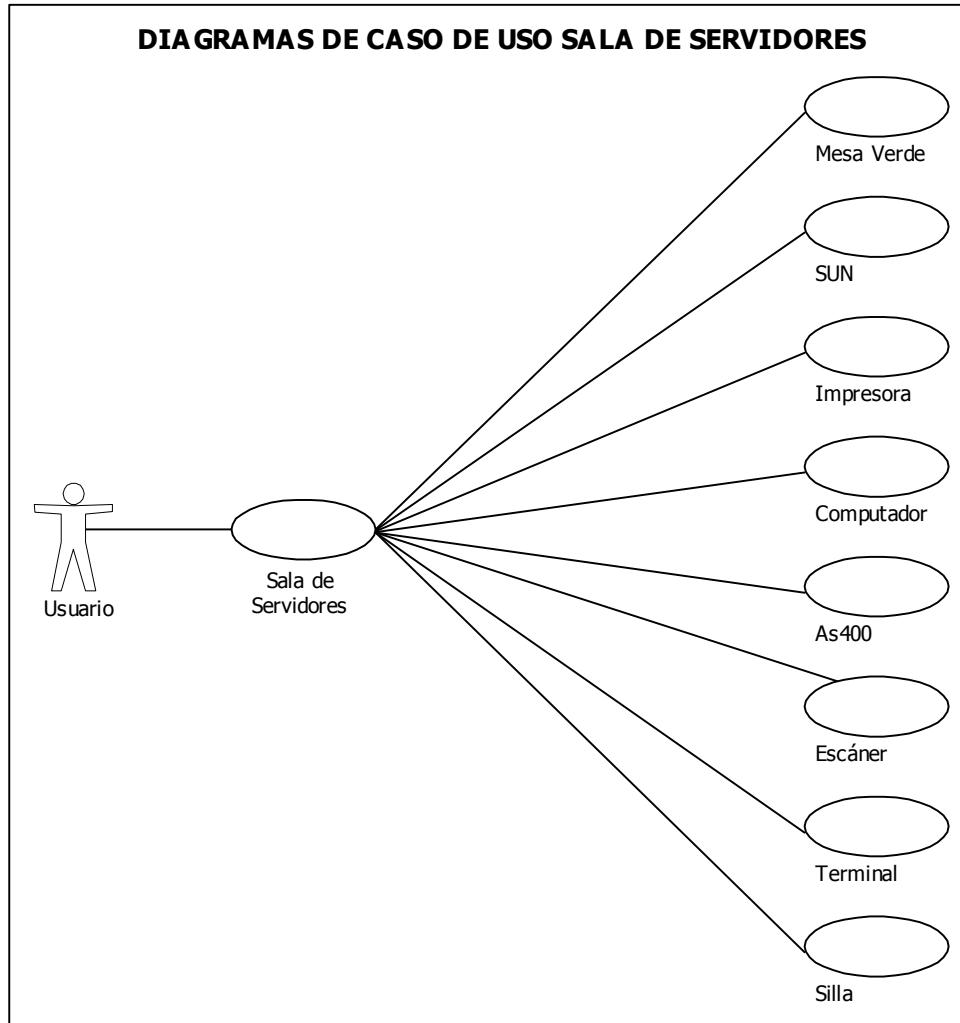 DIAGRAMAS DE CASO DE USO SALA DE SERVIDORES
Mesa Verde
SUN
Impresora
Computador
Usuario
Sala de
Servidores
As400
Escáner
Terminal
Silla